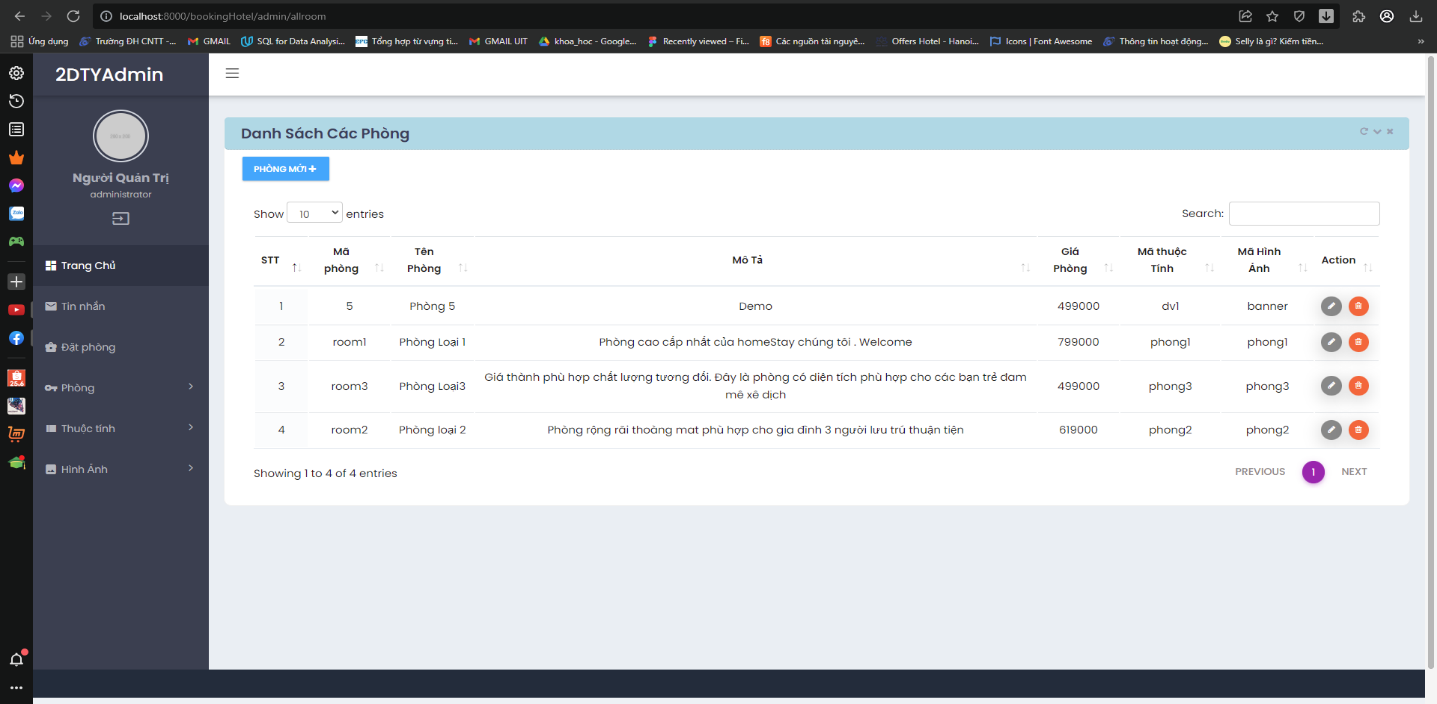 localhost:8000/bookingHotel/admin/allroom
Ứng dụng Trường ĐH CNTT -... GMAIL SQL for Data Analysi... Tổng hợp từ vựng ti... GMAIL UIT khoa_học - Google... Recently viewed – Fi... Các nguồn tài nguyê... Offers Hotel - Hanoi... Icons | Font Awesome Thông tin hoạt động... Selly là gì? Kiếm tiền... »
2DTYAdmin
Người Quản Trị
administrator
Trang Chủ
Tin nhắn
Đặt phòng
Phòng
Thuộc tính
Hình Ảnh
Danh Sách Các Phòng
PHÒNG MỚI +
Show 10 entries
Search:
STT Mã phòng Tên Phòng Mô Tả Giá Phòng Mã thuộc Tính Mã Hình Ảnh Action
1 5 Phòng 5 Demo 499000 dv1 banner
2 room1 Phòng Loại 1 Phòng cao cấp nhất của homeStay chúng tôi . Welcome 799000 phong1 phong1
3 room3 Phòng Loại3 Giá thành phù hợp chất lượng tương đối. Đây là phòng có diện tích phù hợp cho các bạn trẻ đam
mê xê dịch 499000 phong3 phong3
4 room2 Phòng loại 2 Phòng rộng rãi thoáng mat phù hợp cho gia đình 3 người lưu trú thuận tiện 619000 phong2 phong2
Showing 1 to 4 of 4 entries
PREVIOUS 1 NEXT